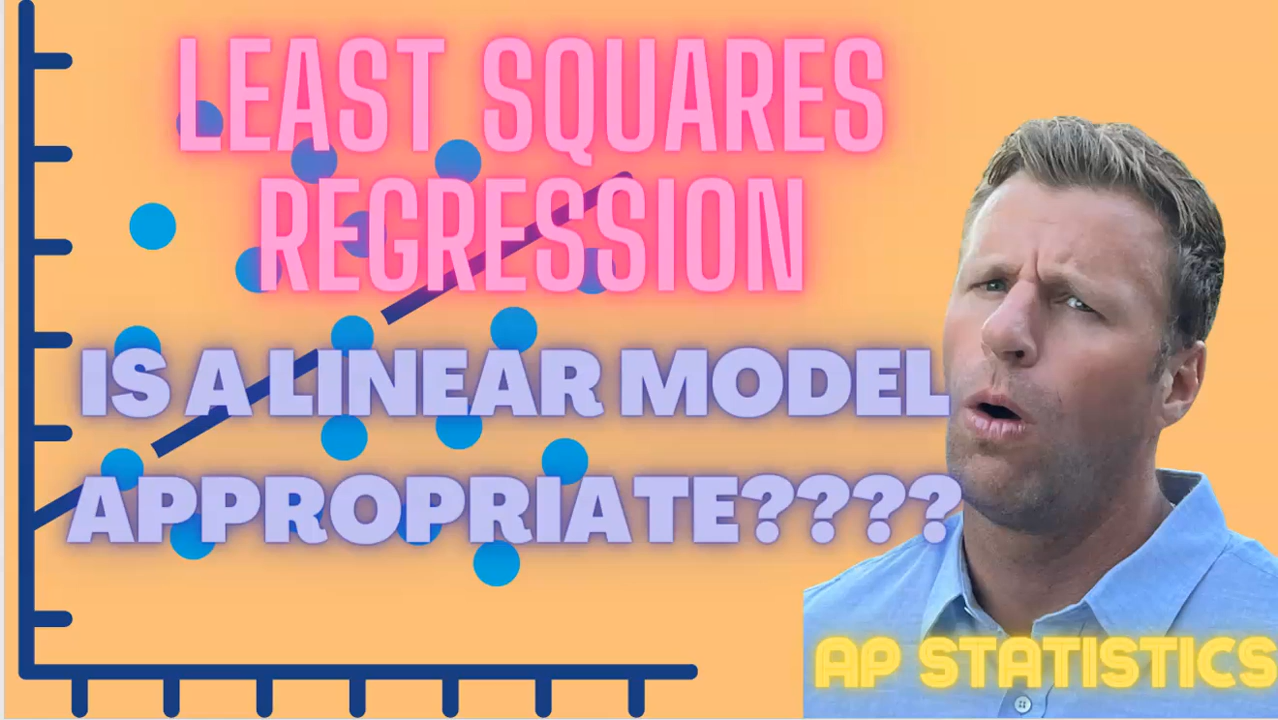 LEAST SQUARES
REGRESSION
IS A LINEAR MODEL
APPROPRIATE????
AP STATISTICS